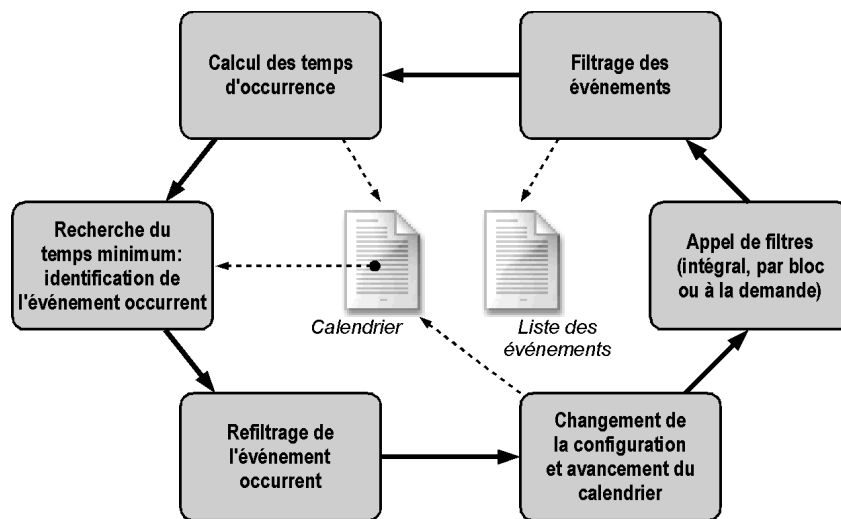 Calcul des temps
d'occurrence
Filtrage des
événements
Recherche du
temps minimum:
identification de
l'événement occurrent
Calendrier
Liste des
événements
Appel de filtres
(intégral, par bloc
ou à la demande)
Refiltrage de
l'événement
occurrent
Changement de
la configuration
et avancement du
calendrier